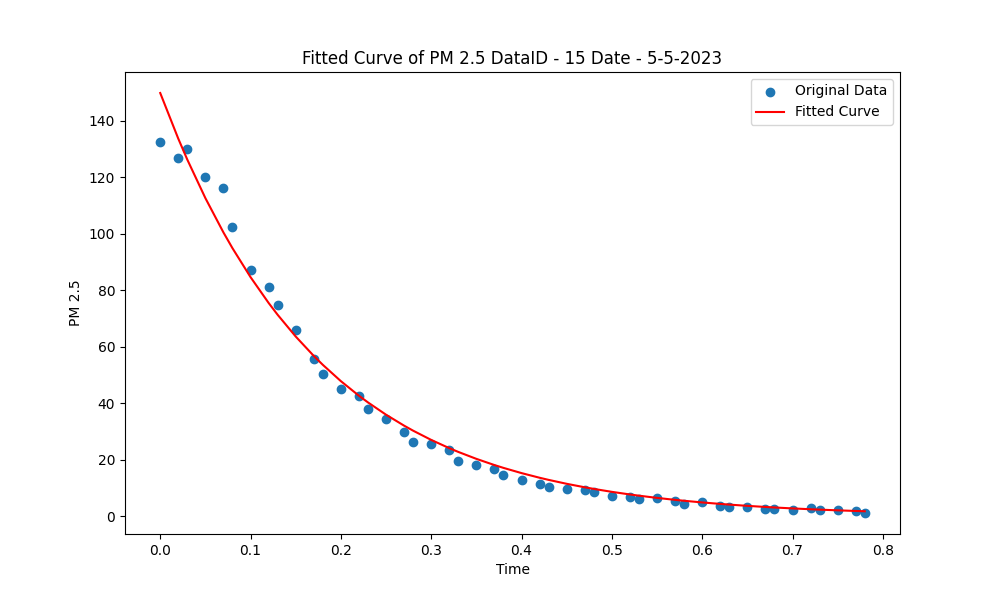 Fitted Curve of PM 2.5 DataID - 15 Date - 5-5-2023
Original Data
Fitted Curve
PM 2.5
140
120
100
80
60
40
20
0
0.0 0.1 0.2 0.3 0.4 0.5 0.6 0.7 0.8
Time